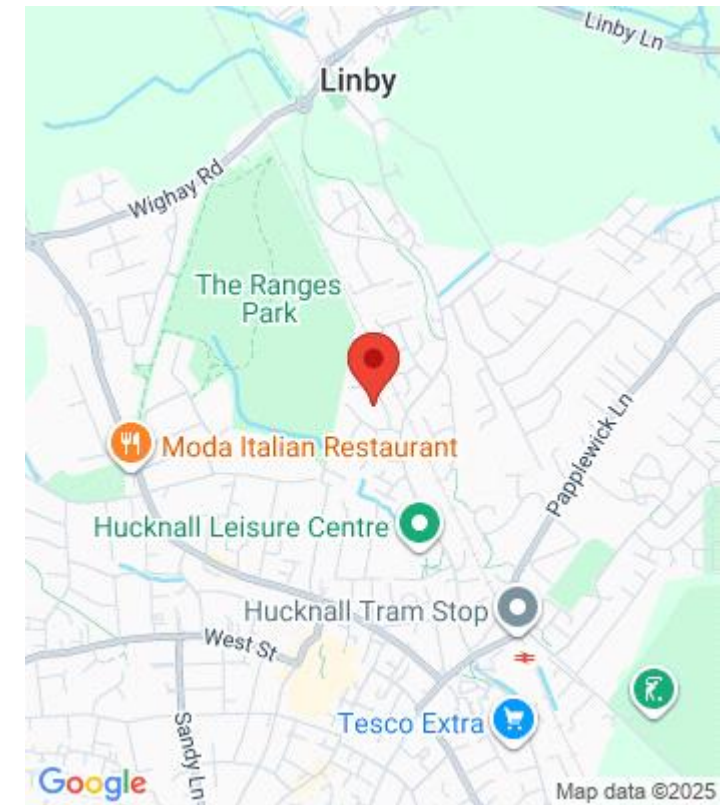 Linby Ln
Linby
Wighay Rd
The Ranges
Park
Papplewick Ln
Moda Italian Restaurant
Hucknall Leisure Centre
Hucknall Tram Stop
West St
Tesco Extra
Sandy Ln
Google
Map data ©2025